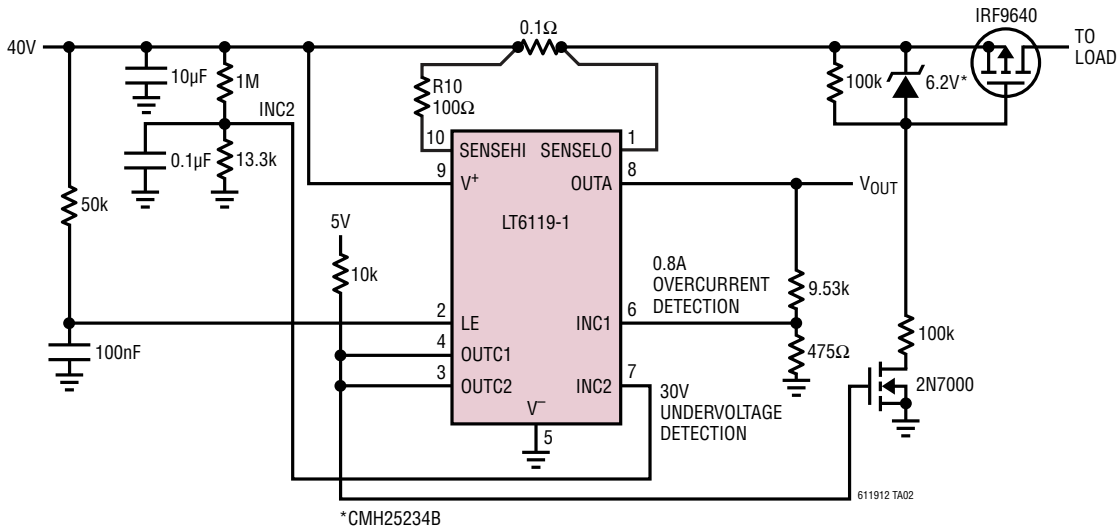 IRF9640
0.1Ω
40V
TO
LOAD
10µF
1M
R10
100Ω
100k
6.2V*
INC2
0.1µF
13.3k
10
1
SENSEHI
SENSELO
9
8
V+
OUTA
VOUT
50k
LT6119-1
5V
10k
0.8A
OVERCURRENT
DETECTION
9.53k
2
6
LE
INC1
100k
100nF
4
OUTC1
475Ω
3
7
OUTC2
INC2
2N7000
30V
UNDERVOLTAGE
DETECTION
V–
5
611912 TA02
*CMH25234B